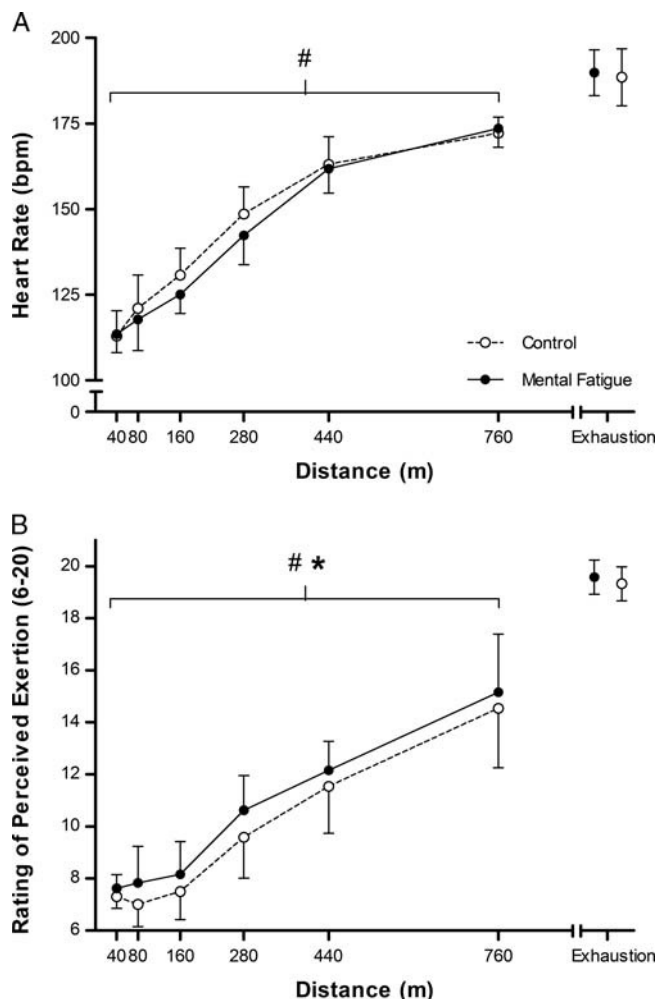 A
200
#
175
150
125
100
0
Heart Rate (bpm)
Control
Mental Fatigue
40 80 160 280 440 760 Exhaustion
Distance (m)
B
# *
20
18
16
14
12
10
8
6
Rating of Perceived Exertion (6-20)
40 80 160 280 440 760 Exhaustion
Distance (m)